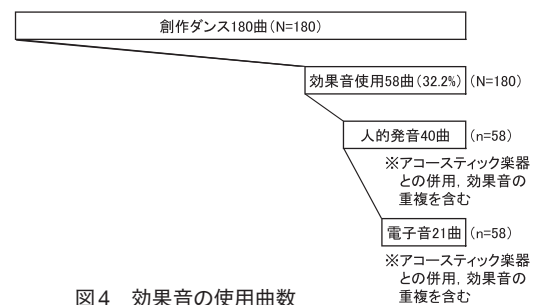 創作ダンス180曲(N=180)
効果音使用58曲(32.2%) (N=180)
人的発音40曲 (n=58)
※アコースティック楽器
との併用，効果音の
重複を含む
電子音21曲 (n=58)
※アコースティック楽器
との併用，効果音の
重複を含む
図4 効果音の使用曲数